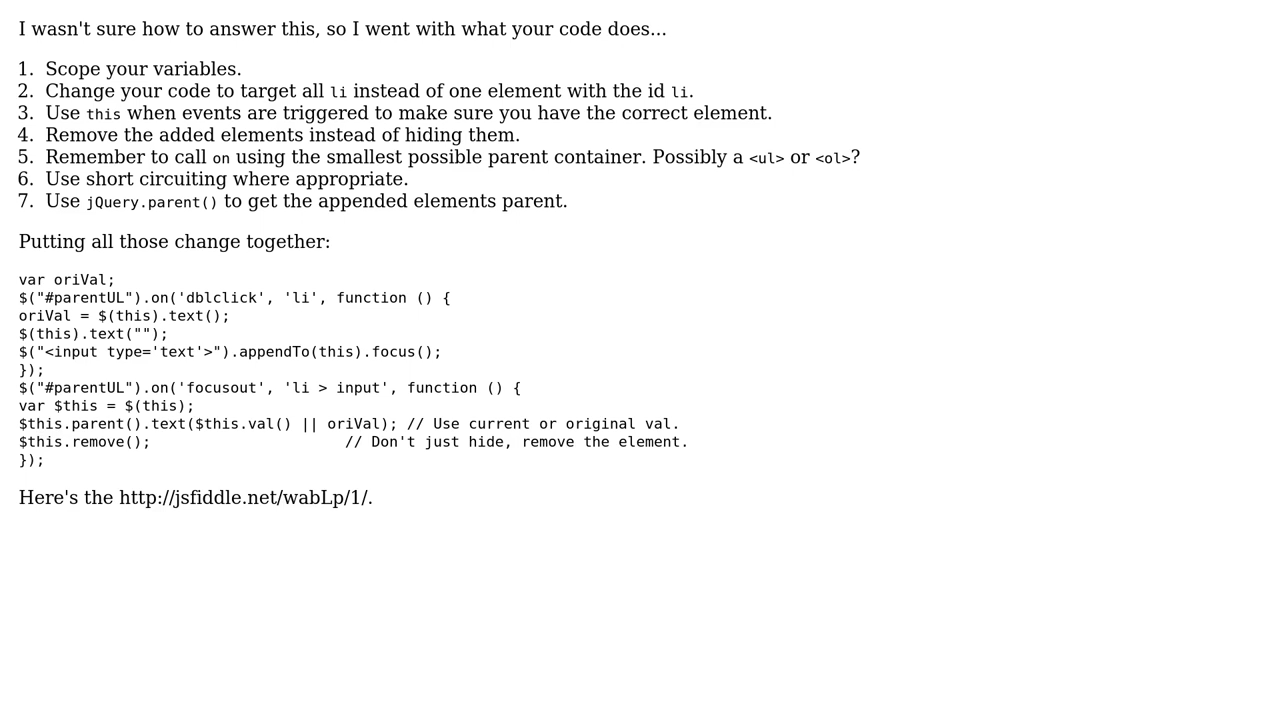 I wasn't sure how to answer this, so I went with what your code does...
1. Scope your variables.
2. Change your code to target all li instead of one element with the id li.
3. Use this when events are triggered to make sure you have the correct element.
4. Remove the added elements instead of hiding them.
5. Remember to call on using the smallest possible parent container. Possibly a <ul> or <ol>?
6. Use short circuiting where appropriate.
7. Use jQuery.parent() to get the appended elements parent.
Putting all those change together:
var oriVal;
$("#parentUL").on('dblclick', 'li', function () {
oriVal = $(this).text();
$(this).text("");
$("<input type='text'>").appendTo(this).focus();
});
$("#parentUL").on('focusout', 'li > input', function () {
var $this = $(this);
$this.parent().text($this.val() || oriVal); // Use current or original val.
$this.remove();                      // Don't just hide, remove the element.
});
Here's the http://jsfiddle.net/wabLp/1/.